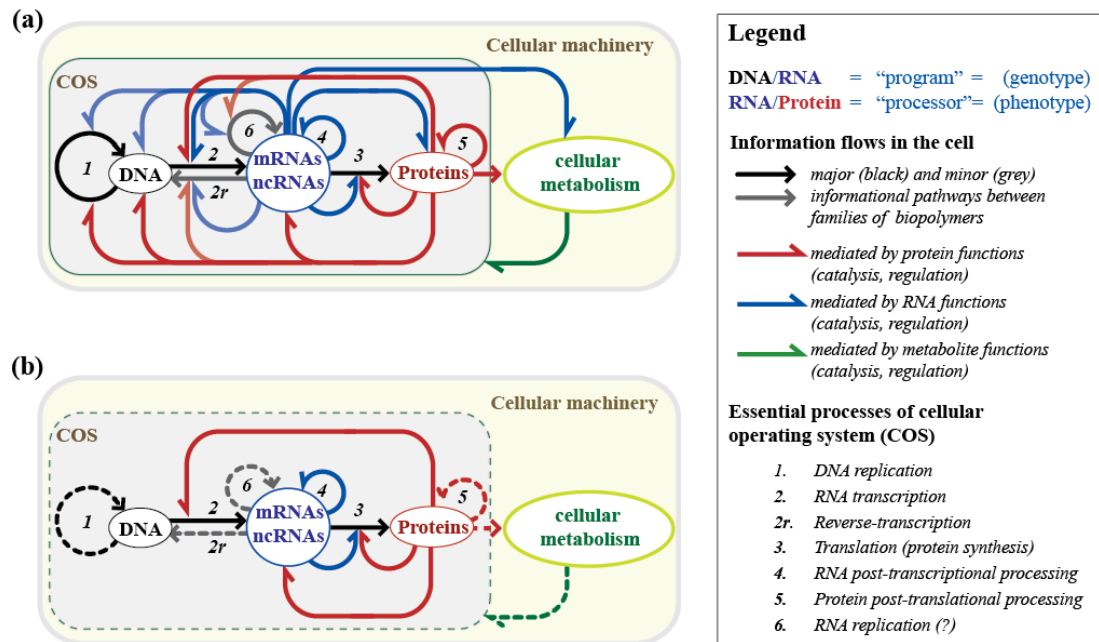 (a)
Cellular machinery
COS
1
DNA
2
2r
6
mRNAs
ncRNAs
4
3
Proteins
5
cellular
metabolism
(b)
Cellular machinery
COS
1
DNA
2
2r
6
mRNAs
ncRNAs
4
3
Proteins
5
cellular
metabolism
Legend
DNA/RNA = “program” = (genotype)
RNA/Protein = “processor”= (phenotype)
Information flows in the cell
major (black) and minor (grey)
informational pathways between
families of biopolymers
mediated by protein functions
(catalysis, regulation)
mediated by RNA functions
(catalysis, regulation)
mediated by metabolite functions
(catalysis, regulation)
Essential processes of cellular
operating system (COS)
1. DNA replication
2. RNA transcription
2r. Reverse-transcription
3. Translation (protein synthesis)
4. RNA post-transcriptional processing
5. Protein post-translational processing
6. RNA replication (?)